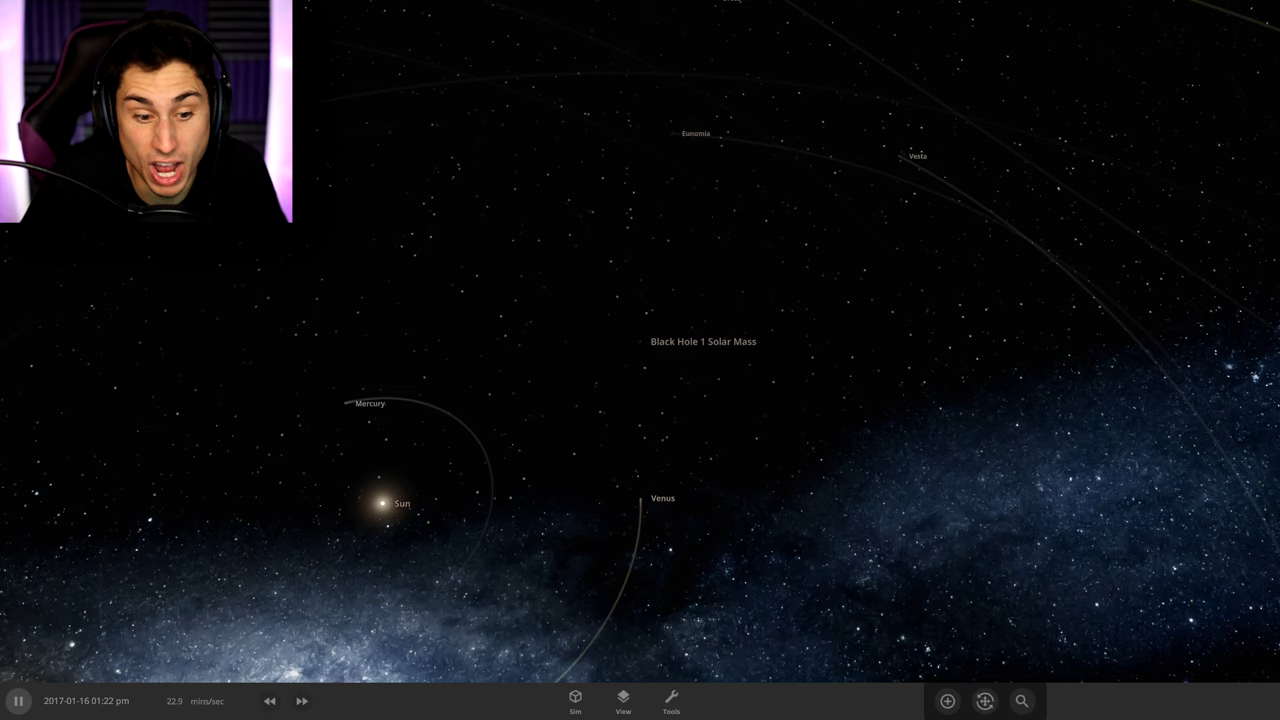 Eunomia
Vesta
Black Hole 1 Solar Mass
Mercury
Sun
Venus
2017-01-16 01:22 pm
22.9 mins/sec
Sim
View
Tools